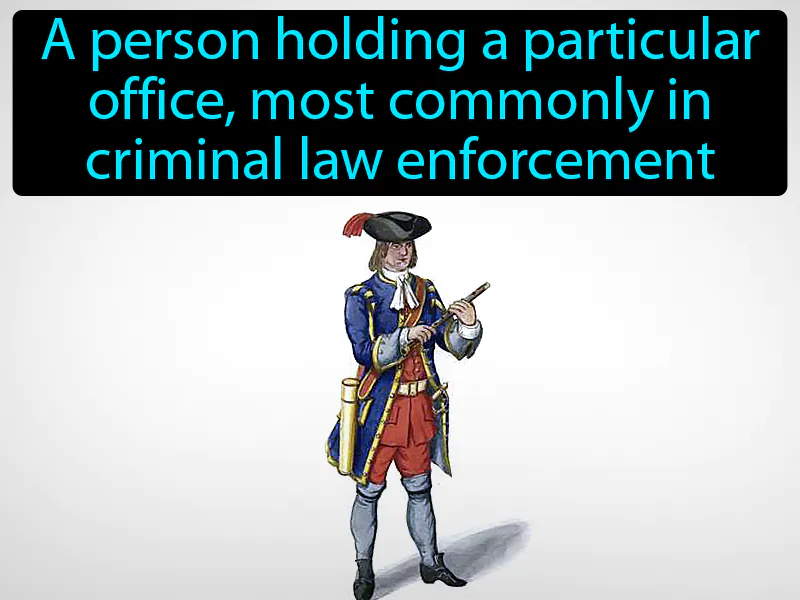 A person holding a particular
office, most commonly in
criminal law enforcement